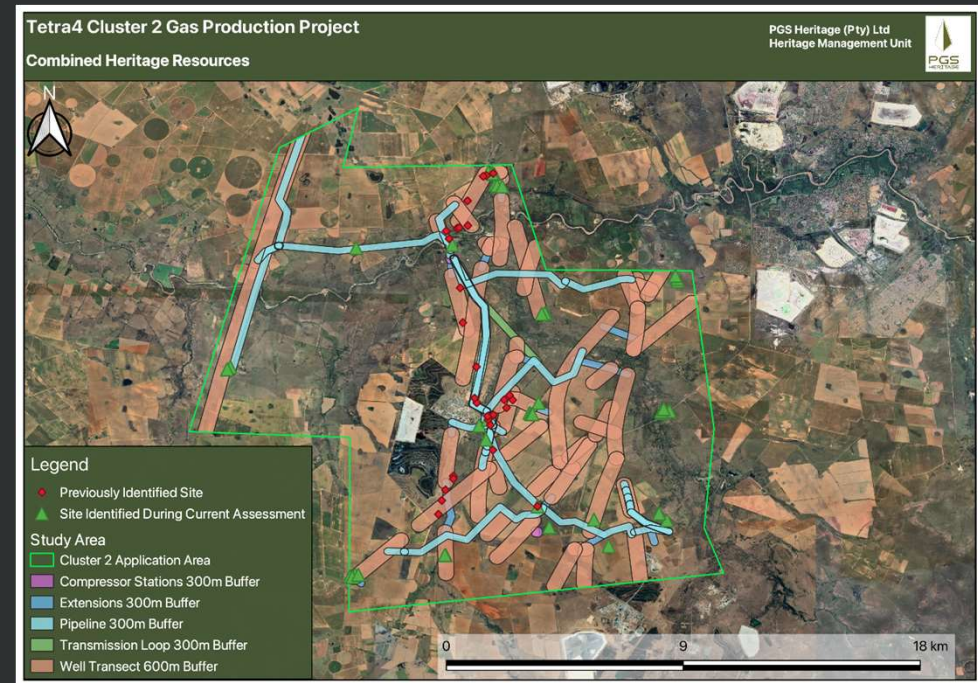 Tetra4 Cluster 2 Gas Production Project
Combined Heritage Resources
PGS Heritage (Pty) Ltd
Heritage Management Unit
PGS
HERITAGE
N
Legend
Previously Identified Site
Site Identified During Current Assessment
Study Area
Cluster 2 Application Area
Compressor Stations 300m Buffer
Extensions 300m Buffer
Pipeline 300m Buffer
Transmission Loop 300m Buffer
Well Transect 600m Buffer
0 9 18 km